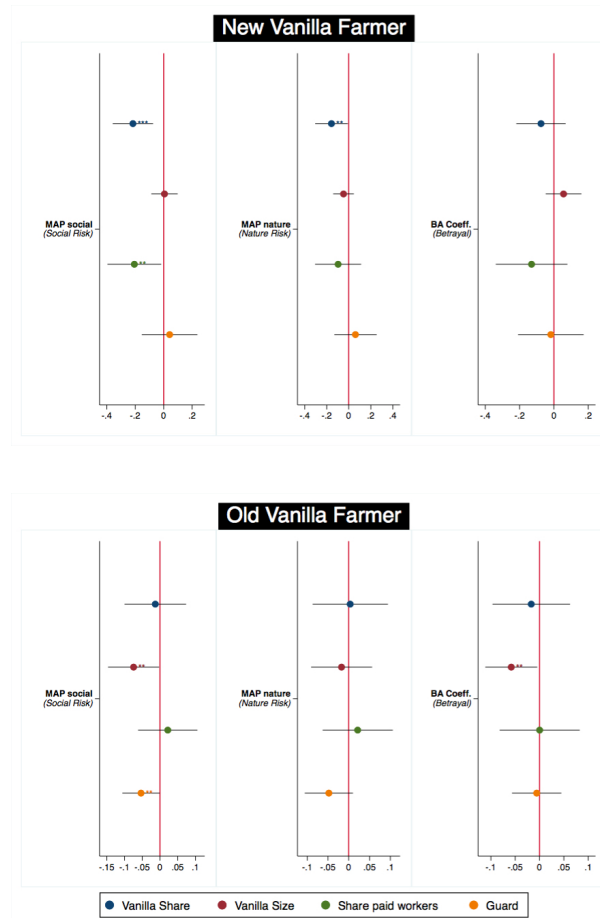 New Vanilla Farmer
***
**
MAP social
(Social Risk)
**
-.4 -.2 0 .2
MAP nature
(Nature Risk)
-.4 -.2 0 .2 .4
BA Coeff.
(Betrayal)
-.4 -.2 0 .2
Old Vanilla Farmer
**
MAP social
(Social Risk)
**
-.15 -.1 -.05 0 .05 .1
MAP nature
(Nature Risk)
-.1 -.05 0 .05 .1
**
BA Coeff.
(Betrayal)
-.1 -.05 0 .05 .1
Vanilla Share Vanilla Size Share paid workers Guard